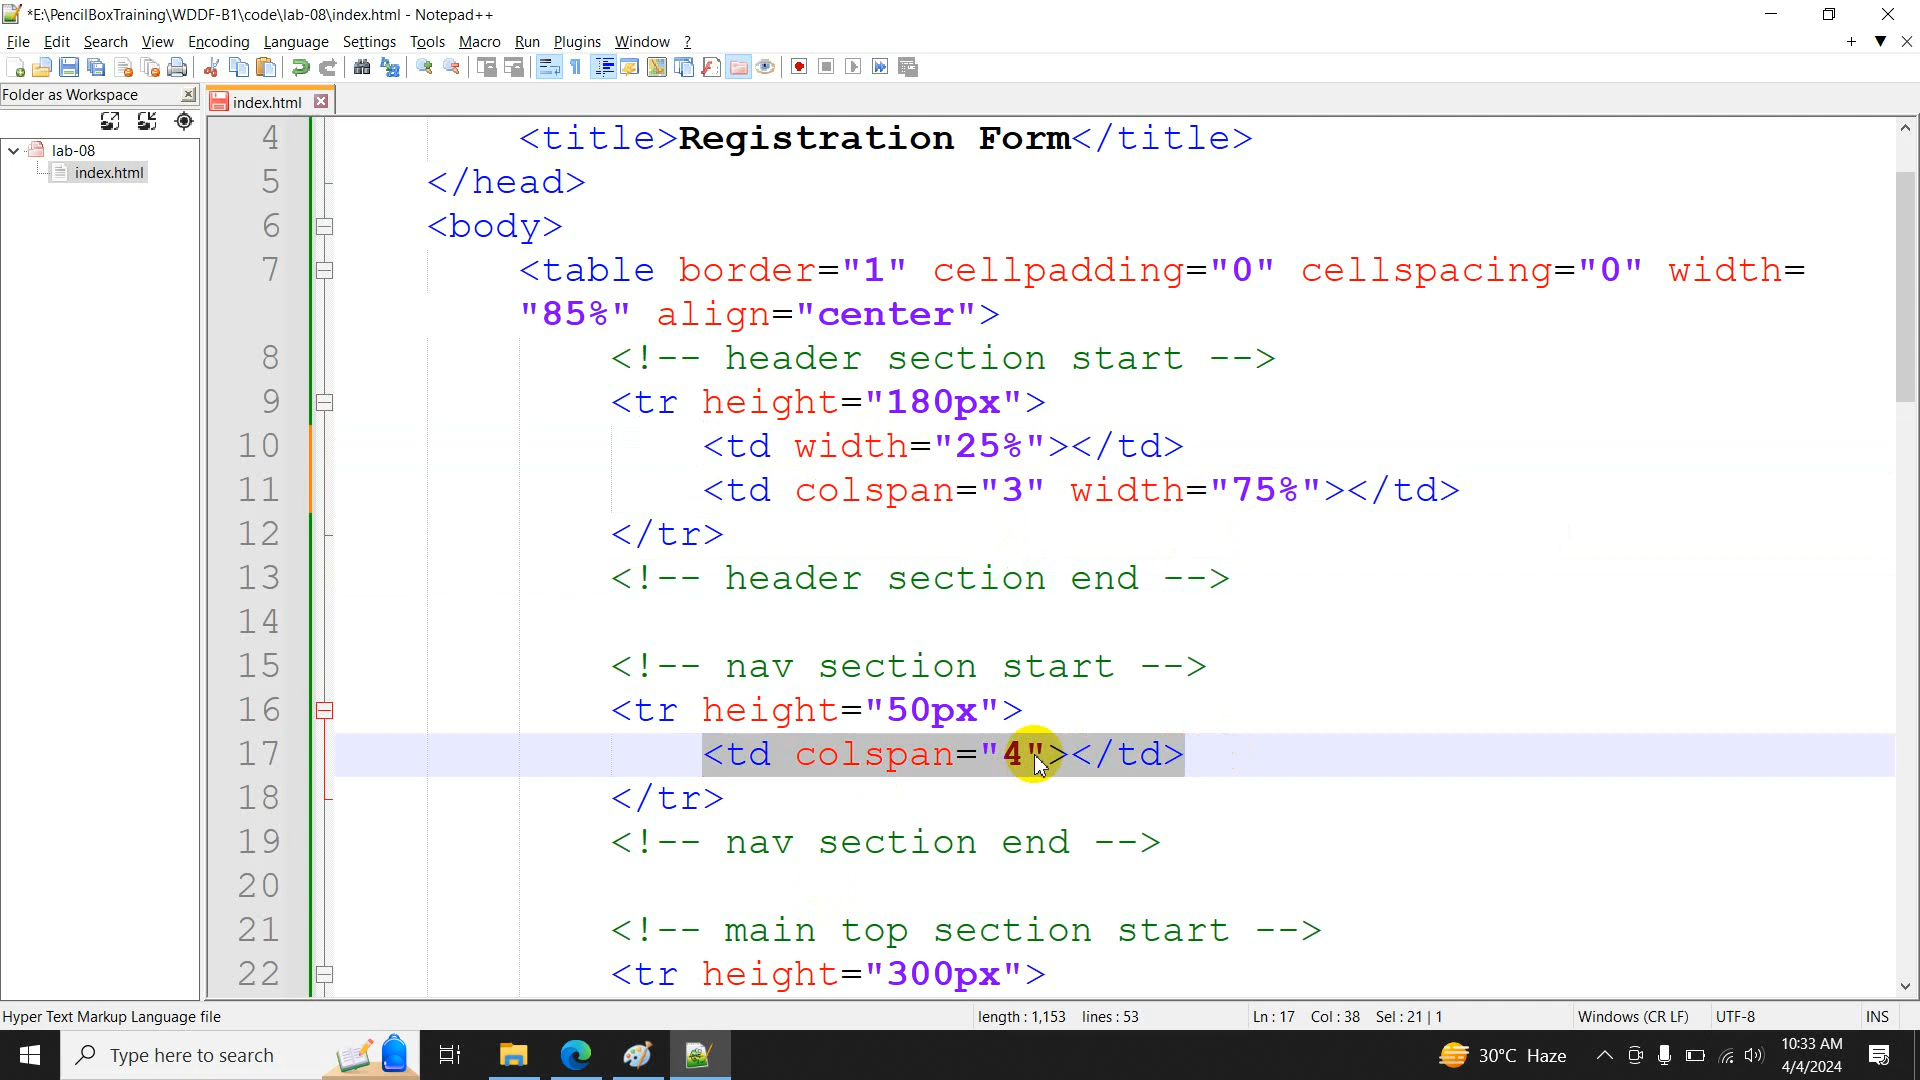 *E:\PencilBoxTraining\WDDF-B1\code\lab-08\index.html - Notepad++
File Edit Search View Encoding Language Settings Tools Macro Run Plugins Window ?
Folder as Workspace
index.html
lab-08
index.html
4 <title>Registration Form</title>
5 </head>
6 <body>
7 <table border="1" cellpadding="0" cellspacing="0" width=
"85%" align="center">
8 <!-- header section start -->
9 <tr height="180px">
10 <td width="25%"></td>
11 <td colspan="3" width="75%"></td>
12 </tr>
13 <!-- header section end -->
14
15 <!-- nav section start -->
16 <tr height="50px">
17 <td colspan="4"></td>
18 </tr>
19 <!-- nav section end -->
20
21 <!-- main top section start -->
22 <tr height="300px">
Hyper Text Markup Language file length : 1,153 lines : 53 Ln : 17 Col : 38 Sel : 21 | 1 Windows (CR LF) UTF-8 INS
Type here to search
30°C Haze
10:33 AM
4/4/2024